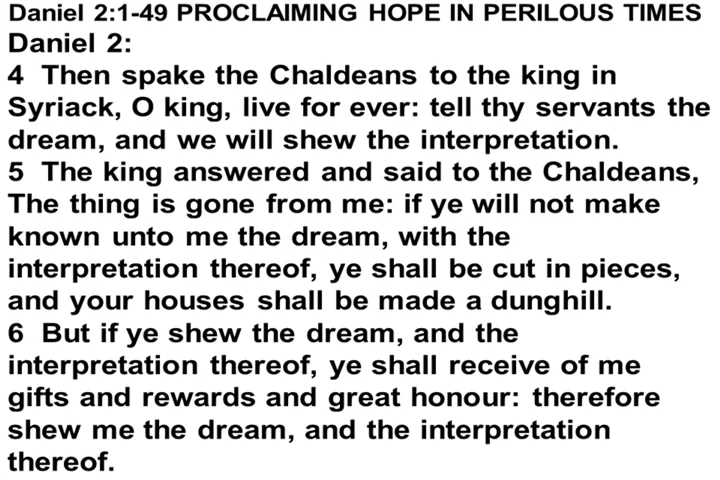 Daniel 2:1-49 PROCLAIMING HOPE IN PERILOUS TIMES
Daniel 2:
4 Then spake the Chaldeans to the king in
Syriack, O king, live for ever: tell thy servants the
dream, and we will shew the interpretation.
5 The king answered and said to the Chaldeans,
The thing is gone from me: if ye will not make
known unto me the dream, with the
interpretation thereof, ye shall be cut in pieces,
and your houses shall be made a dunghill.
6 But if ye shew the dream, and the
interpretation thereof, ye shall receive of me
gifts and rewards and great honour: therefore
shew me the dream, and the interpretation
thereof.